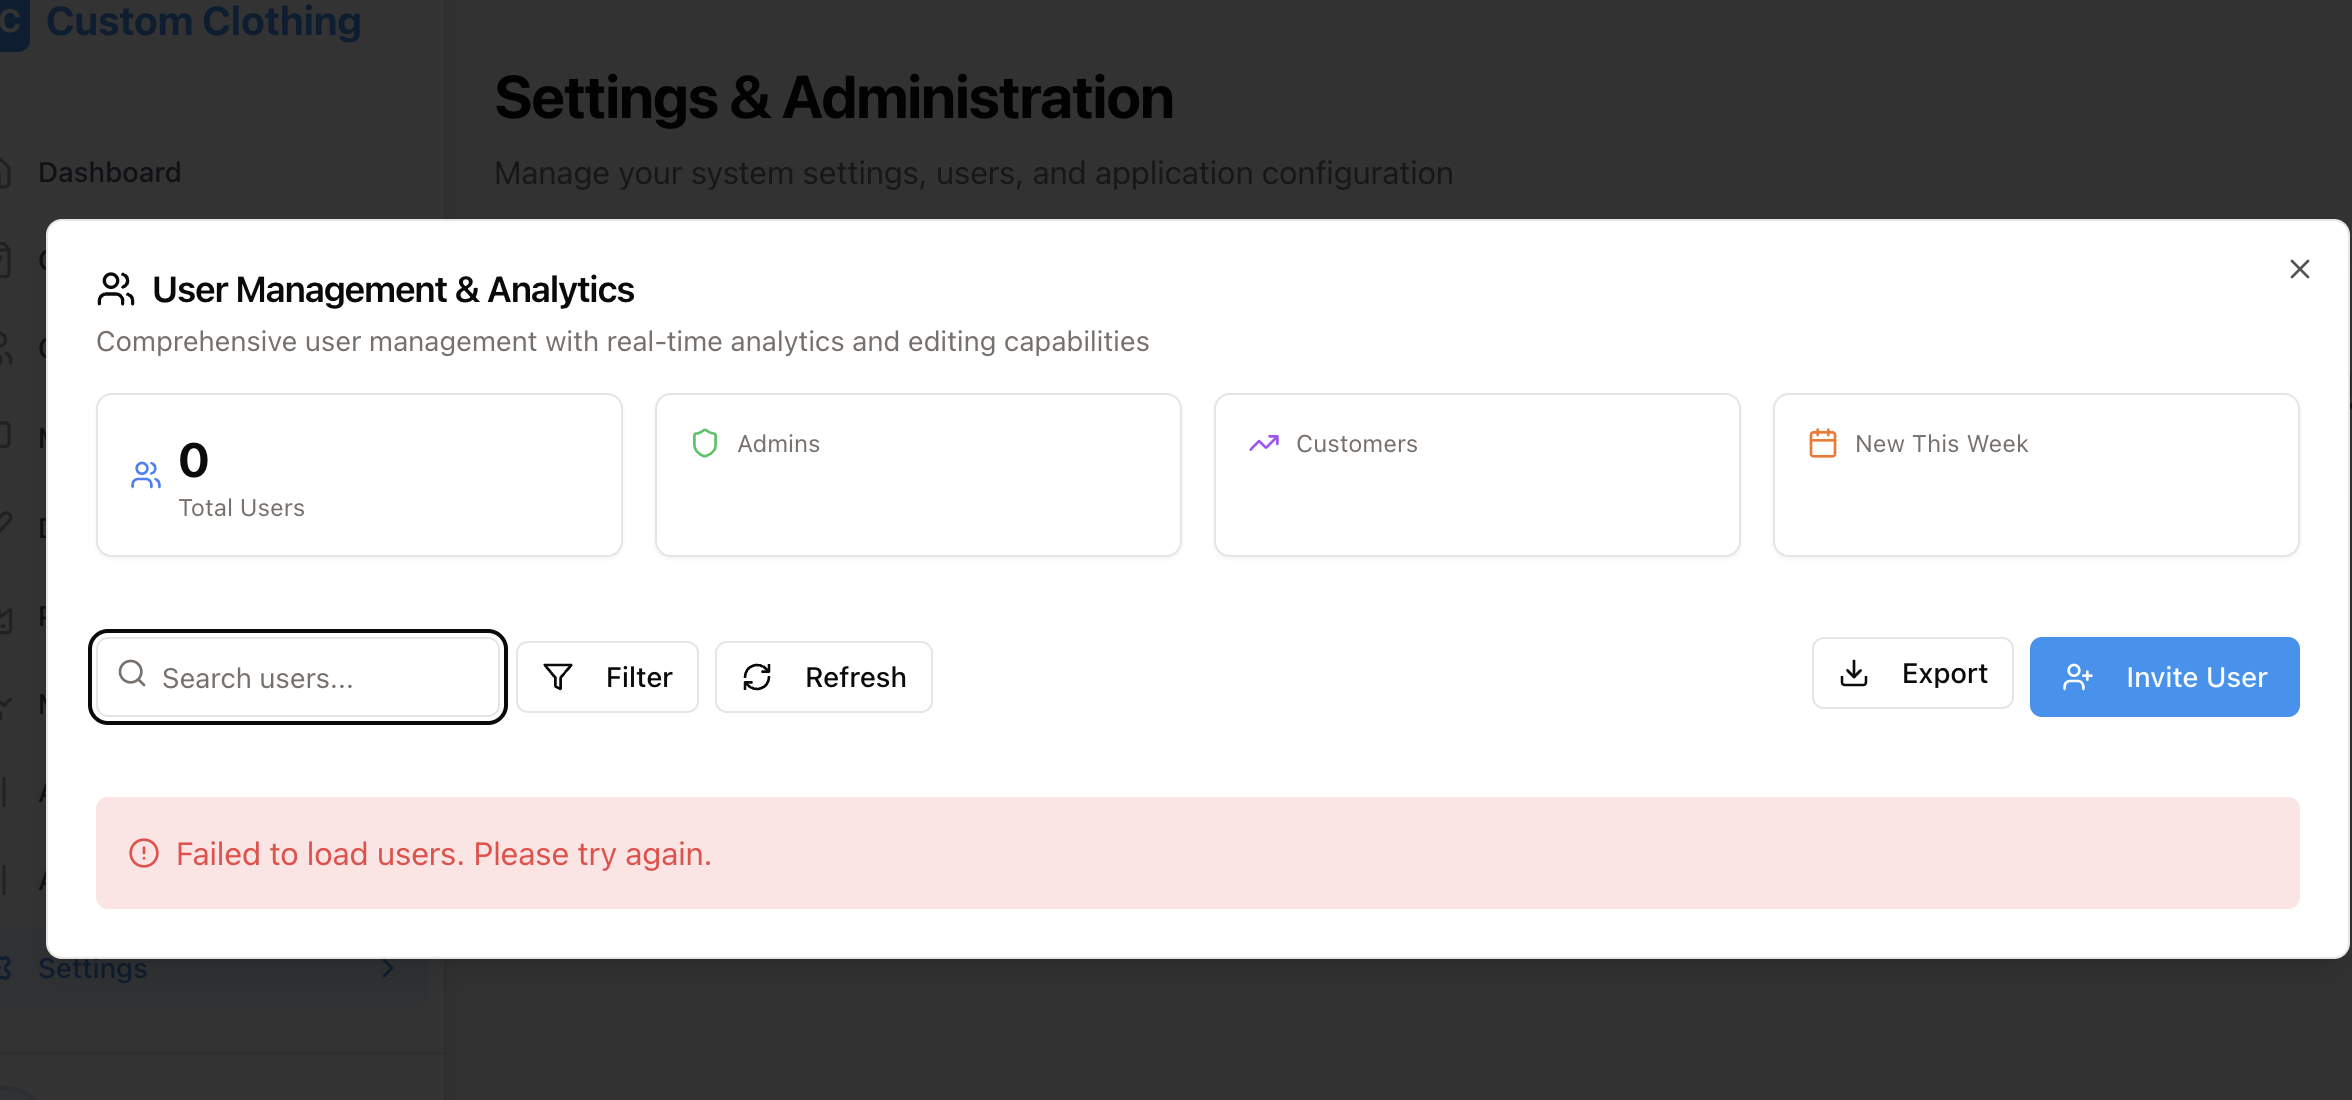 C Custom Clothing
Settings & Administration
Manage your system settings, users, and application configuration
Dashboard
User Management & Analytics
Comprehensive user management with real-time analytics and editing capabilities
0
Total Users
Admins
Customers
New This Week
Search users...
Filter
Refresh
Export
Invite User
Failed to load users. Please try again.
Settings